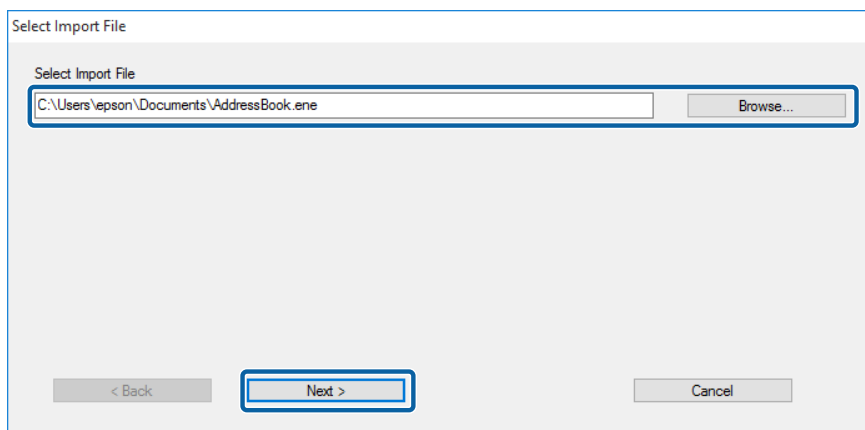 Select Import File
Select Import File
C:\Users\epson\Documents\AddressBook.ene
Browse...
< Back
Next >
Cancel